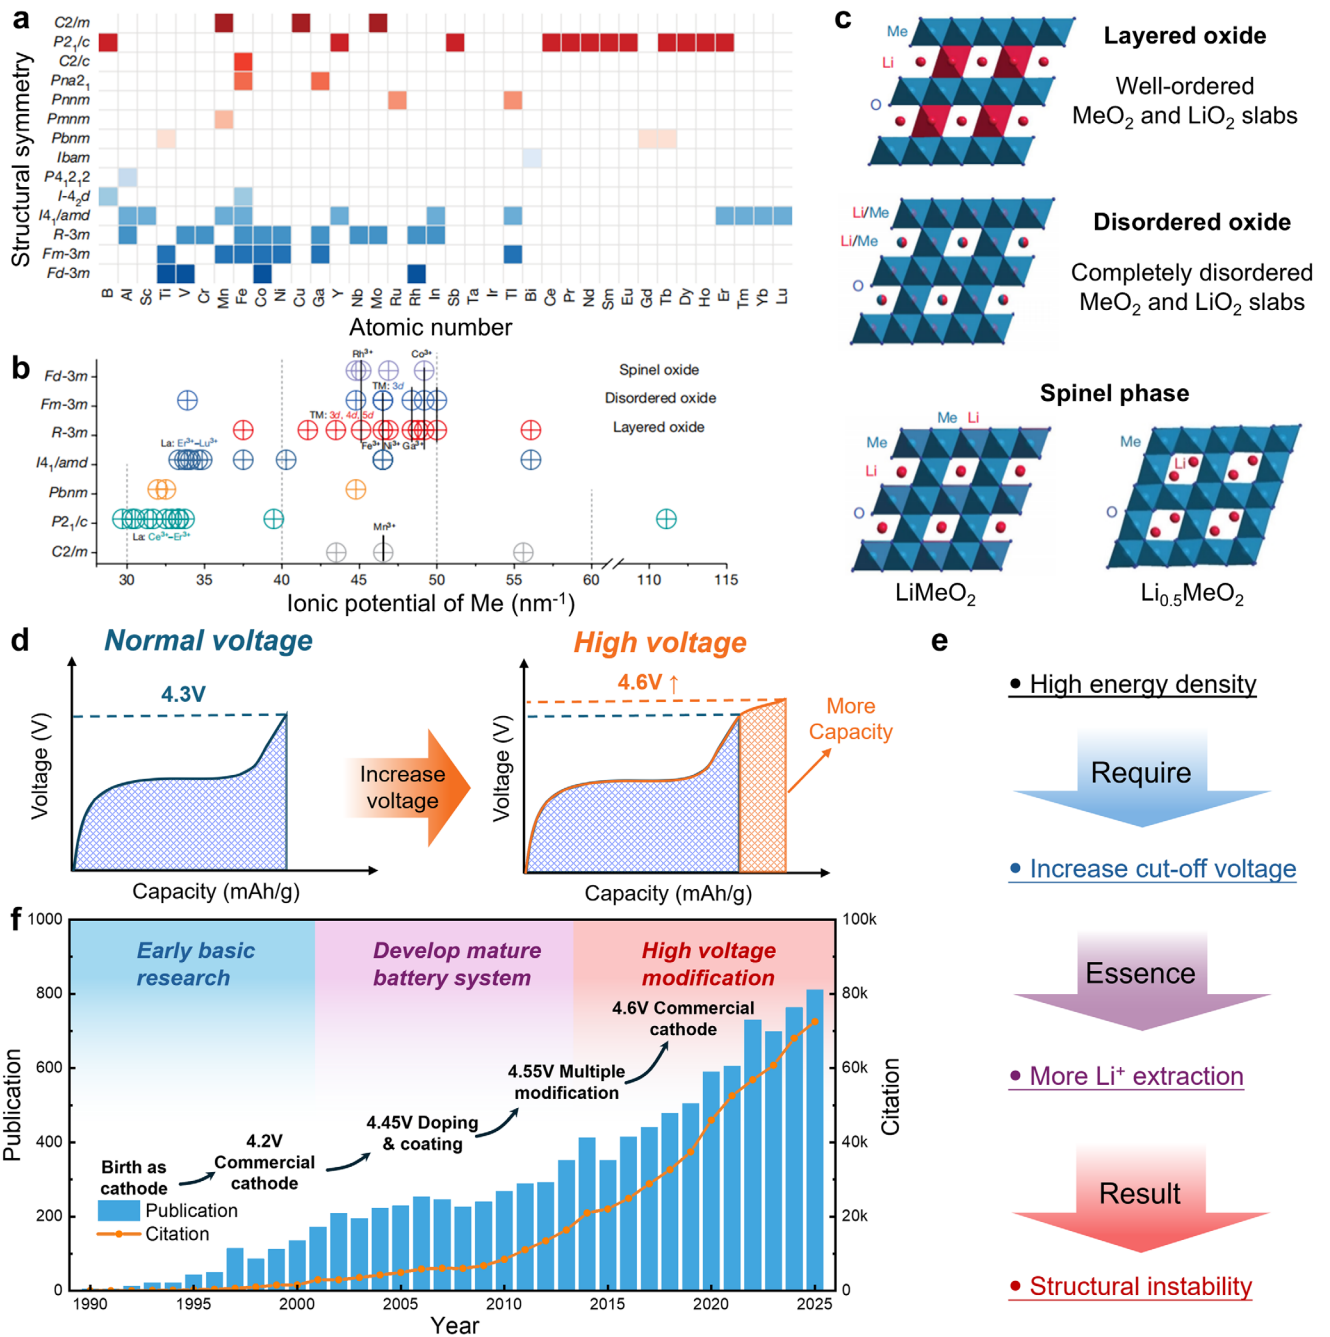 a
Structural symmetry
C2/m
P2₁/c
C2/c
Pna2₁
Pnnm
Pmnm
Pbnm
Ibam
P4₁2₁2
I-4₂d
I4₁/amd
R-3m
Fm-3m
Fd-3m
B Al Sc Ti V Cr Mn Fe Co Ni Cu Ga Y Nb Mo Ru Rh In Sb Ta Ir Tl Bi Ce Pr Nd Sm Eu Gd Tb Dy Ho Er Tm Yb Lu
Atomic number
b
Fd-3m
Fm-3m
R-3m
I4₁/amd
Pbnm
P2₁/c
C2/m
Rh³⁺
Co³⁺
Spinel oxide
TM: 3d
Disordered oxide
TM: 3d, 4d, 5d
Layered oxide
Fe³⁺ Ni³⁺ Ga³⁺
La: Er³⁺–Lu³⁺
La: Ce³⁺–Er³⁺
Mn³⁺
30 35 40 45 50 55 60 110 115
Ionic potential of Me (nm⁻¹)
c
Me
Li
O
Layered oxide
Well-ordered
MeO₂ and LiO₂ slabs
Li/Me
Li/Me
O
Disordered oxide
Completely disordered
MeO₂ and LiO₂ slabs
Spinel phase
Me Li
Me
Li
O
LiMeO₂
Me
Li
O
Li₀.₅MeO₂
d
Normal voltage
4.3V
Voltage (V)
Capacity (mAh/g)
Increase
voltage
High voltage
4.6V ↑
More
Capacity
Voltage (V)
Capacity (mAh/g)
e
• High energy density
Require
• Increase cut-off voltage
Essence
• More Li⁺ extraction
Result
• Structural instability
f
Publication
1000
800
600
400
200
0
Early basic
research
Develop mature
battery system
High voltage
modification
Birth as
cathode
4.2V
Commercial
cathode
4.45V Doping
& coating
4.55V Multiple
modification
4.6V Commercial
cathode
Publication
Citation
100k
80k
60k
40k
20k
0
Citation
1990 1995 2000 2005 2010 2015 2020 2025
Year